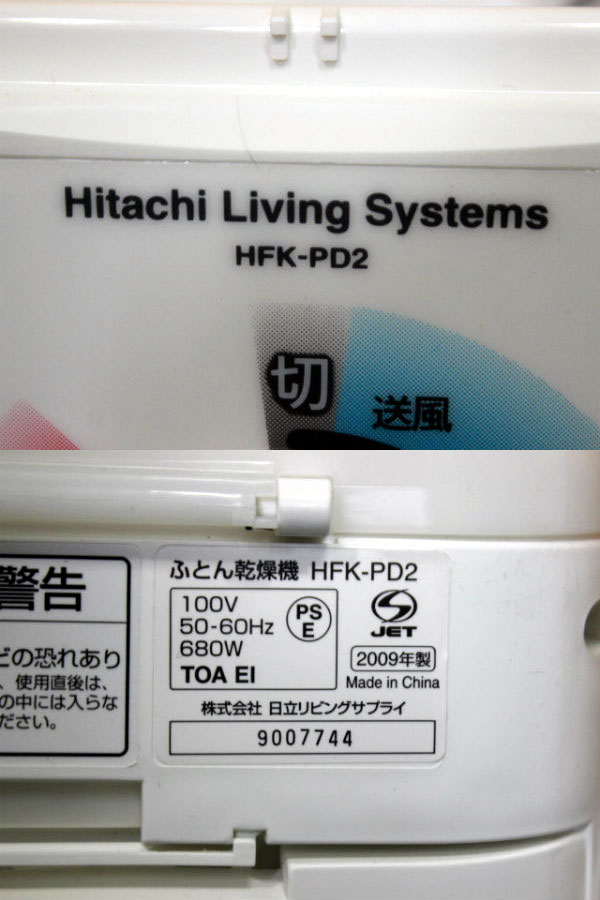 Hitachi Living Systems
HFK-PD2
切
送風
警告
どの恐れあり
、使用直後は、
の中には入らな
ださい。
ふとん乾燥機 HFK-PD2
100V
50-60Hz
680W
TOA EI
PS
E
JET
2009年製
Made in China
株式会社 日立リビングサプライ
9007744